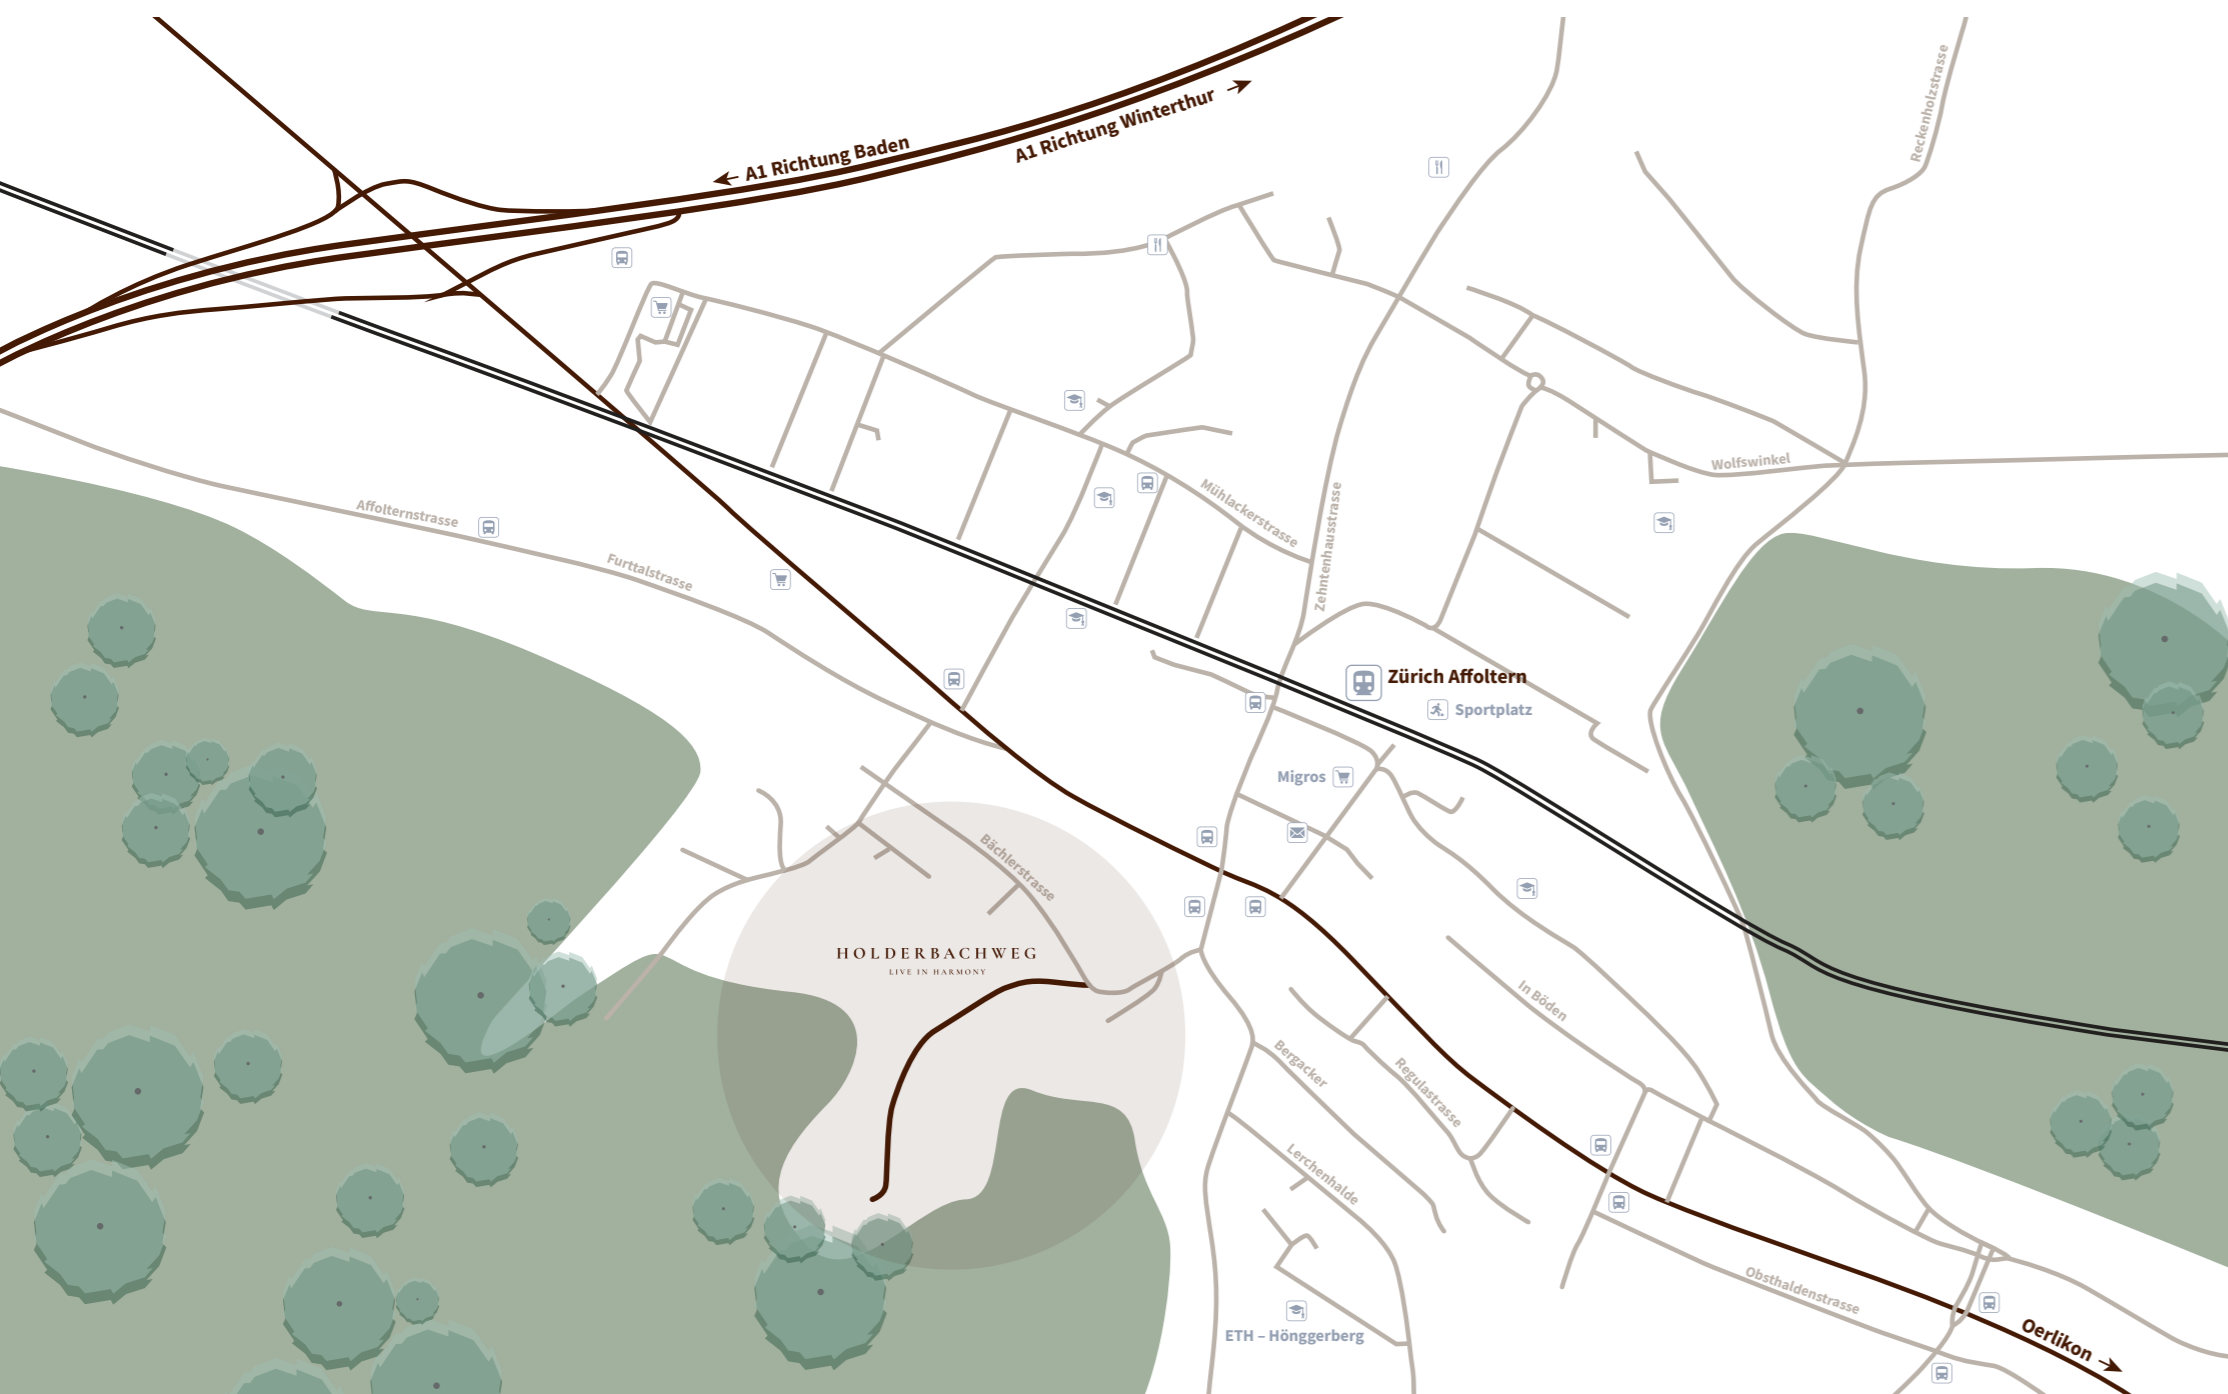 Reckenholzstrasse
A1 Richtung Baden
A1 Richtung Winterthur
Wolfswinkel
Mühlackerstrasse
Zehntenhausstrasse
Affolternstrasse
Furttalstrasse
Zürich Affoltern
Sportplatz
Migros
Bächlerstrasse
HOLDERBACHWEG
LIVE IN HARMONY
In Böden
Bergacker
Regulastrasse
Lerchenhalde
Obsthaldenstrasse
ETH – Hönggerberg
Oerlikon